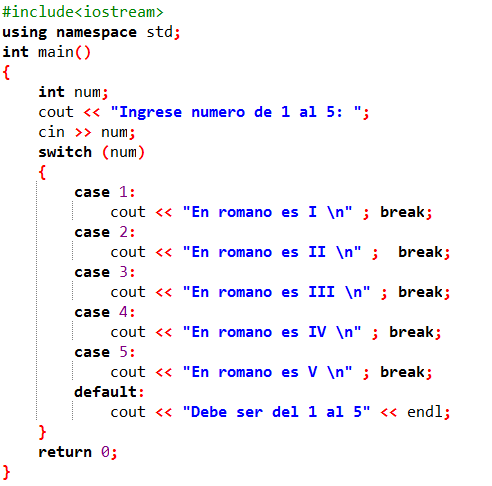 #include<iostream>
using namespace std;
int main()
{
    int num;
    cout << "Ingrese numero de 1 al 5: ";
    cin >> num;
    switch (num)
    {
        case 1:
            cout << "En romano es I \n" ; break;
        case 2:
            cout << "En romano es II \n" ;  break;
        case 3:
            cout << "En romano es III \n" ; break;
        case 4:
            cout << "En romano es IV \n" ; break;
        case 5:
            cout << "En romano es V \n" ; break;
        default:
            cout << "Debe ser del 1 al 5" << endl;
    }
    return 0;
}